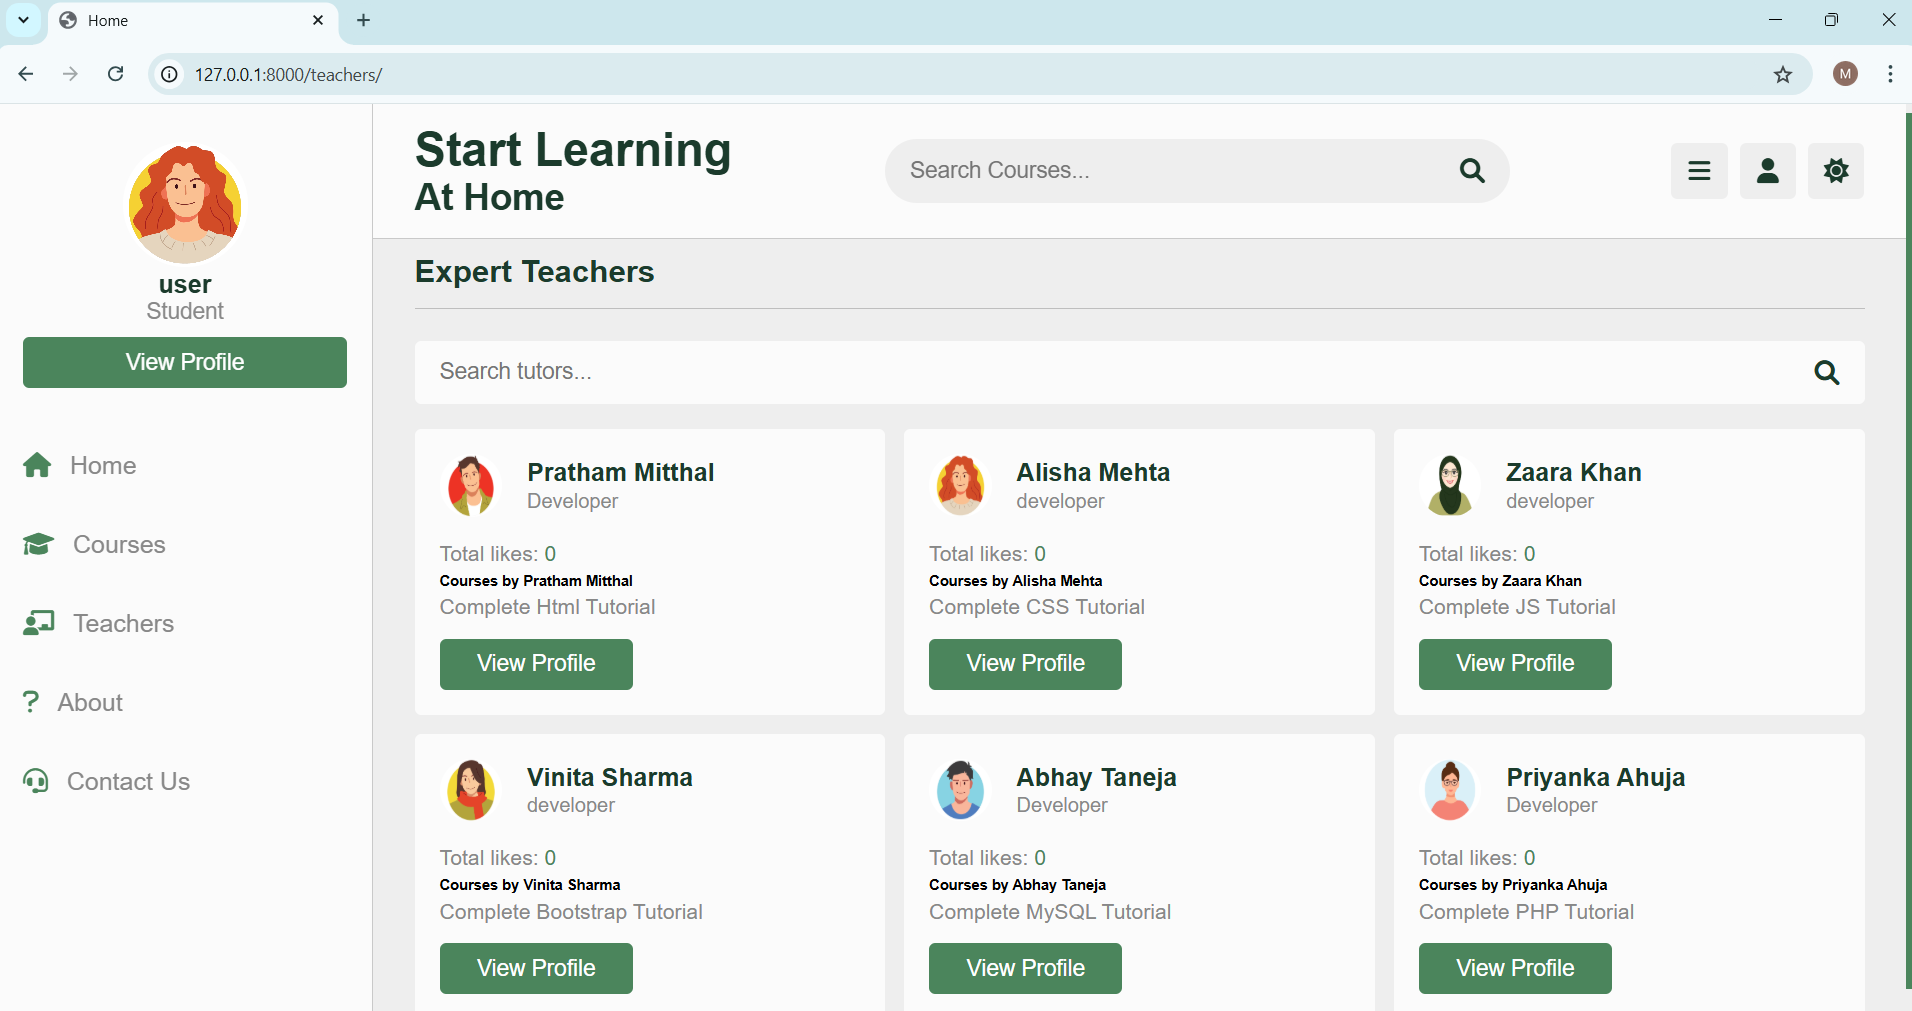 Home
127.0.0.1:8000/teachers/
M
Start Learning
At Home
Search Courses...
user
Student
View Profile
Home
Courses
Teachers
? About
Contact Us
Expert Teachers
Search tutors...
Pratham Mitthal
Developer
Total likes: 0
Courses by Pratham Mitthal
Complete Html Tutorial
View Profile
Alisha Mehta
developer
Total likes: 0
Courses by Alisha Mehta
Complete CSS Tutorial
View Profile
Zaara Khan
developer
Total likes: 0
Courses by Zaara Khan
Complete JS Tutorial
View Profile
Vinita Sharma
developer
Total likes: 0
Courses by Vinita Sharma
Complete Bootstrap Tutorial
View Profile
Abhay Taneja
Developer
Total likes: 0
Courses by Abhay Taneja
Complete MySQL Tutorial
View Profile
Priyanka Ahuja
Developer
Total likes: 0
Courses by Priyanka Ahuja
Complete PHP Tutorial
View Profile